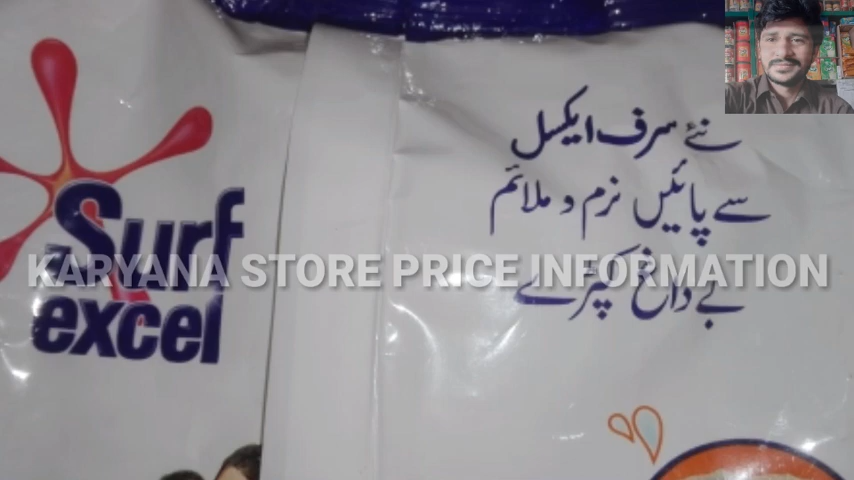 Surf
excel
نئے سرف ایکسل
سے پائیں نرم و ملائم
بے داغ کپڑے
KARYANA STORE PRICE INFORMATION